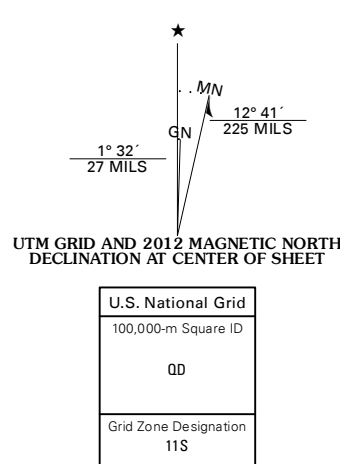 ★
MN
12° 41´
225 MILS
GN
1° 32´
27 MILS
UTM GRID AND 2012 MAGNETIC NORTH
DECLINATION AT CENTER OF SHEET
U.S. National Grid
100,000-m Square ID
QD
Grid Zone Designation
11S